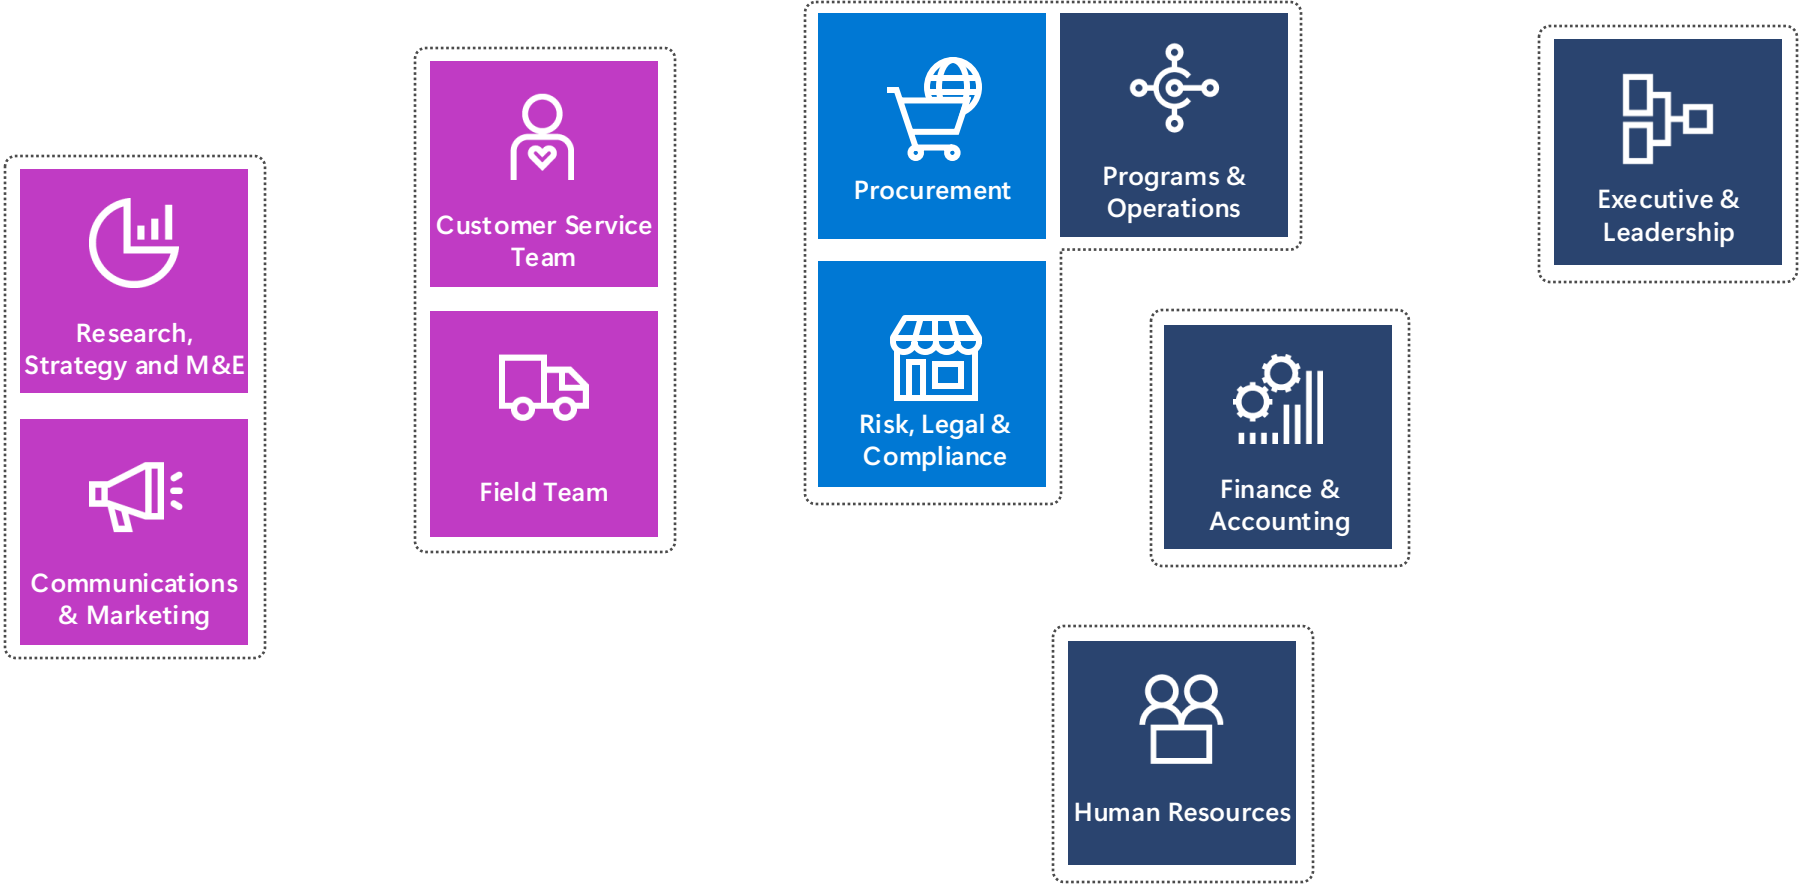 Research,
Strategy and M&E
Communications
& Marketing
Customer Service
Team
Field Team
Procurement
Programs &
Operations
Risk, Legal &
Compliance
Finance &
Accounting
Human Resources
Executive &
Leadership